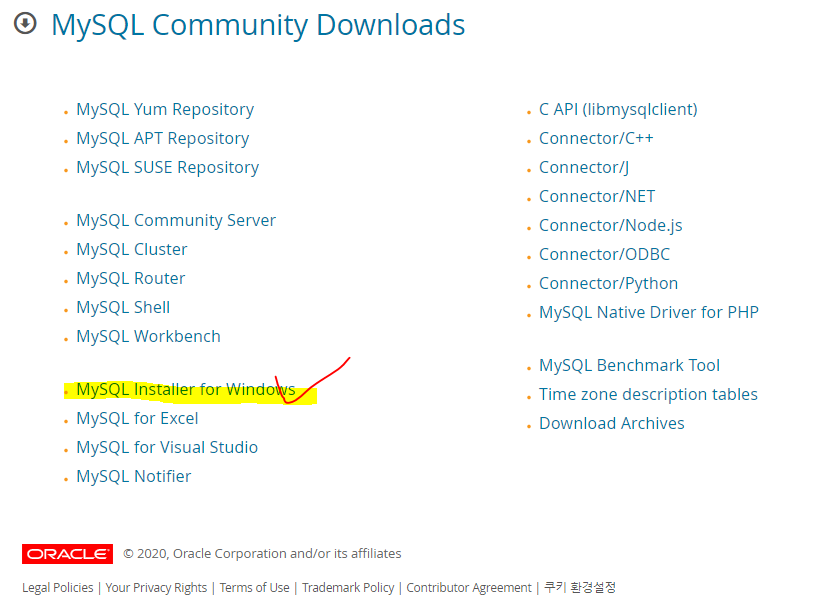 MySQL Community Downloads
MySQL Yum Repository
MySQL APT Repository
MySQL SUSE Repository
MySQL Community Server
MySQL Cluster
MySQL Router
MySQL Shell
MySQL Workbench
MySQL Installer for Windows
MySQL for Excel
MySQL for Visual Studio
MySQL Notifier
C API (libmysqlclient)
Connector/C++
Connector/J
Connector/NET
Connector/Node.js
Connector/ODBC
Connector/Python
MySQL Native Driver for PHP
MySQL Benchmark Tool
Time zone description tables
Download Archives
ORACLE © 2020, Oracle Corporation and/or its affiliates
Legal Policies | Your Privacy Rights | Terms of Use | Trademark Policy | Contributor Agreement | 쿠키 환경설정